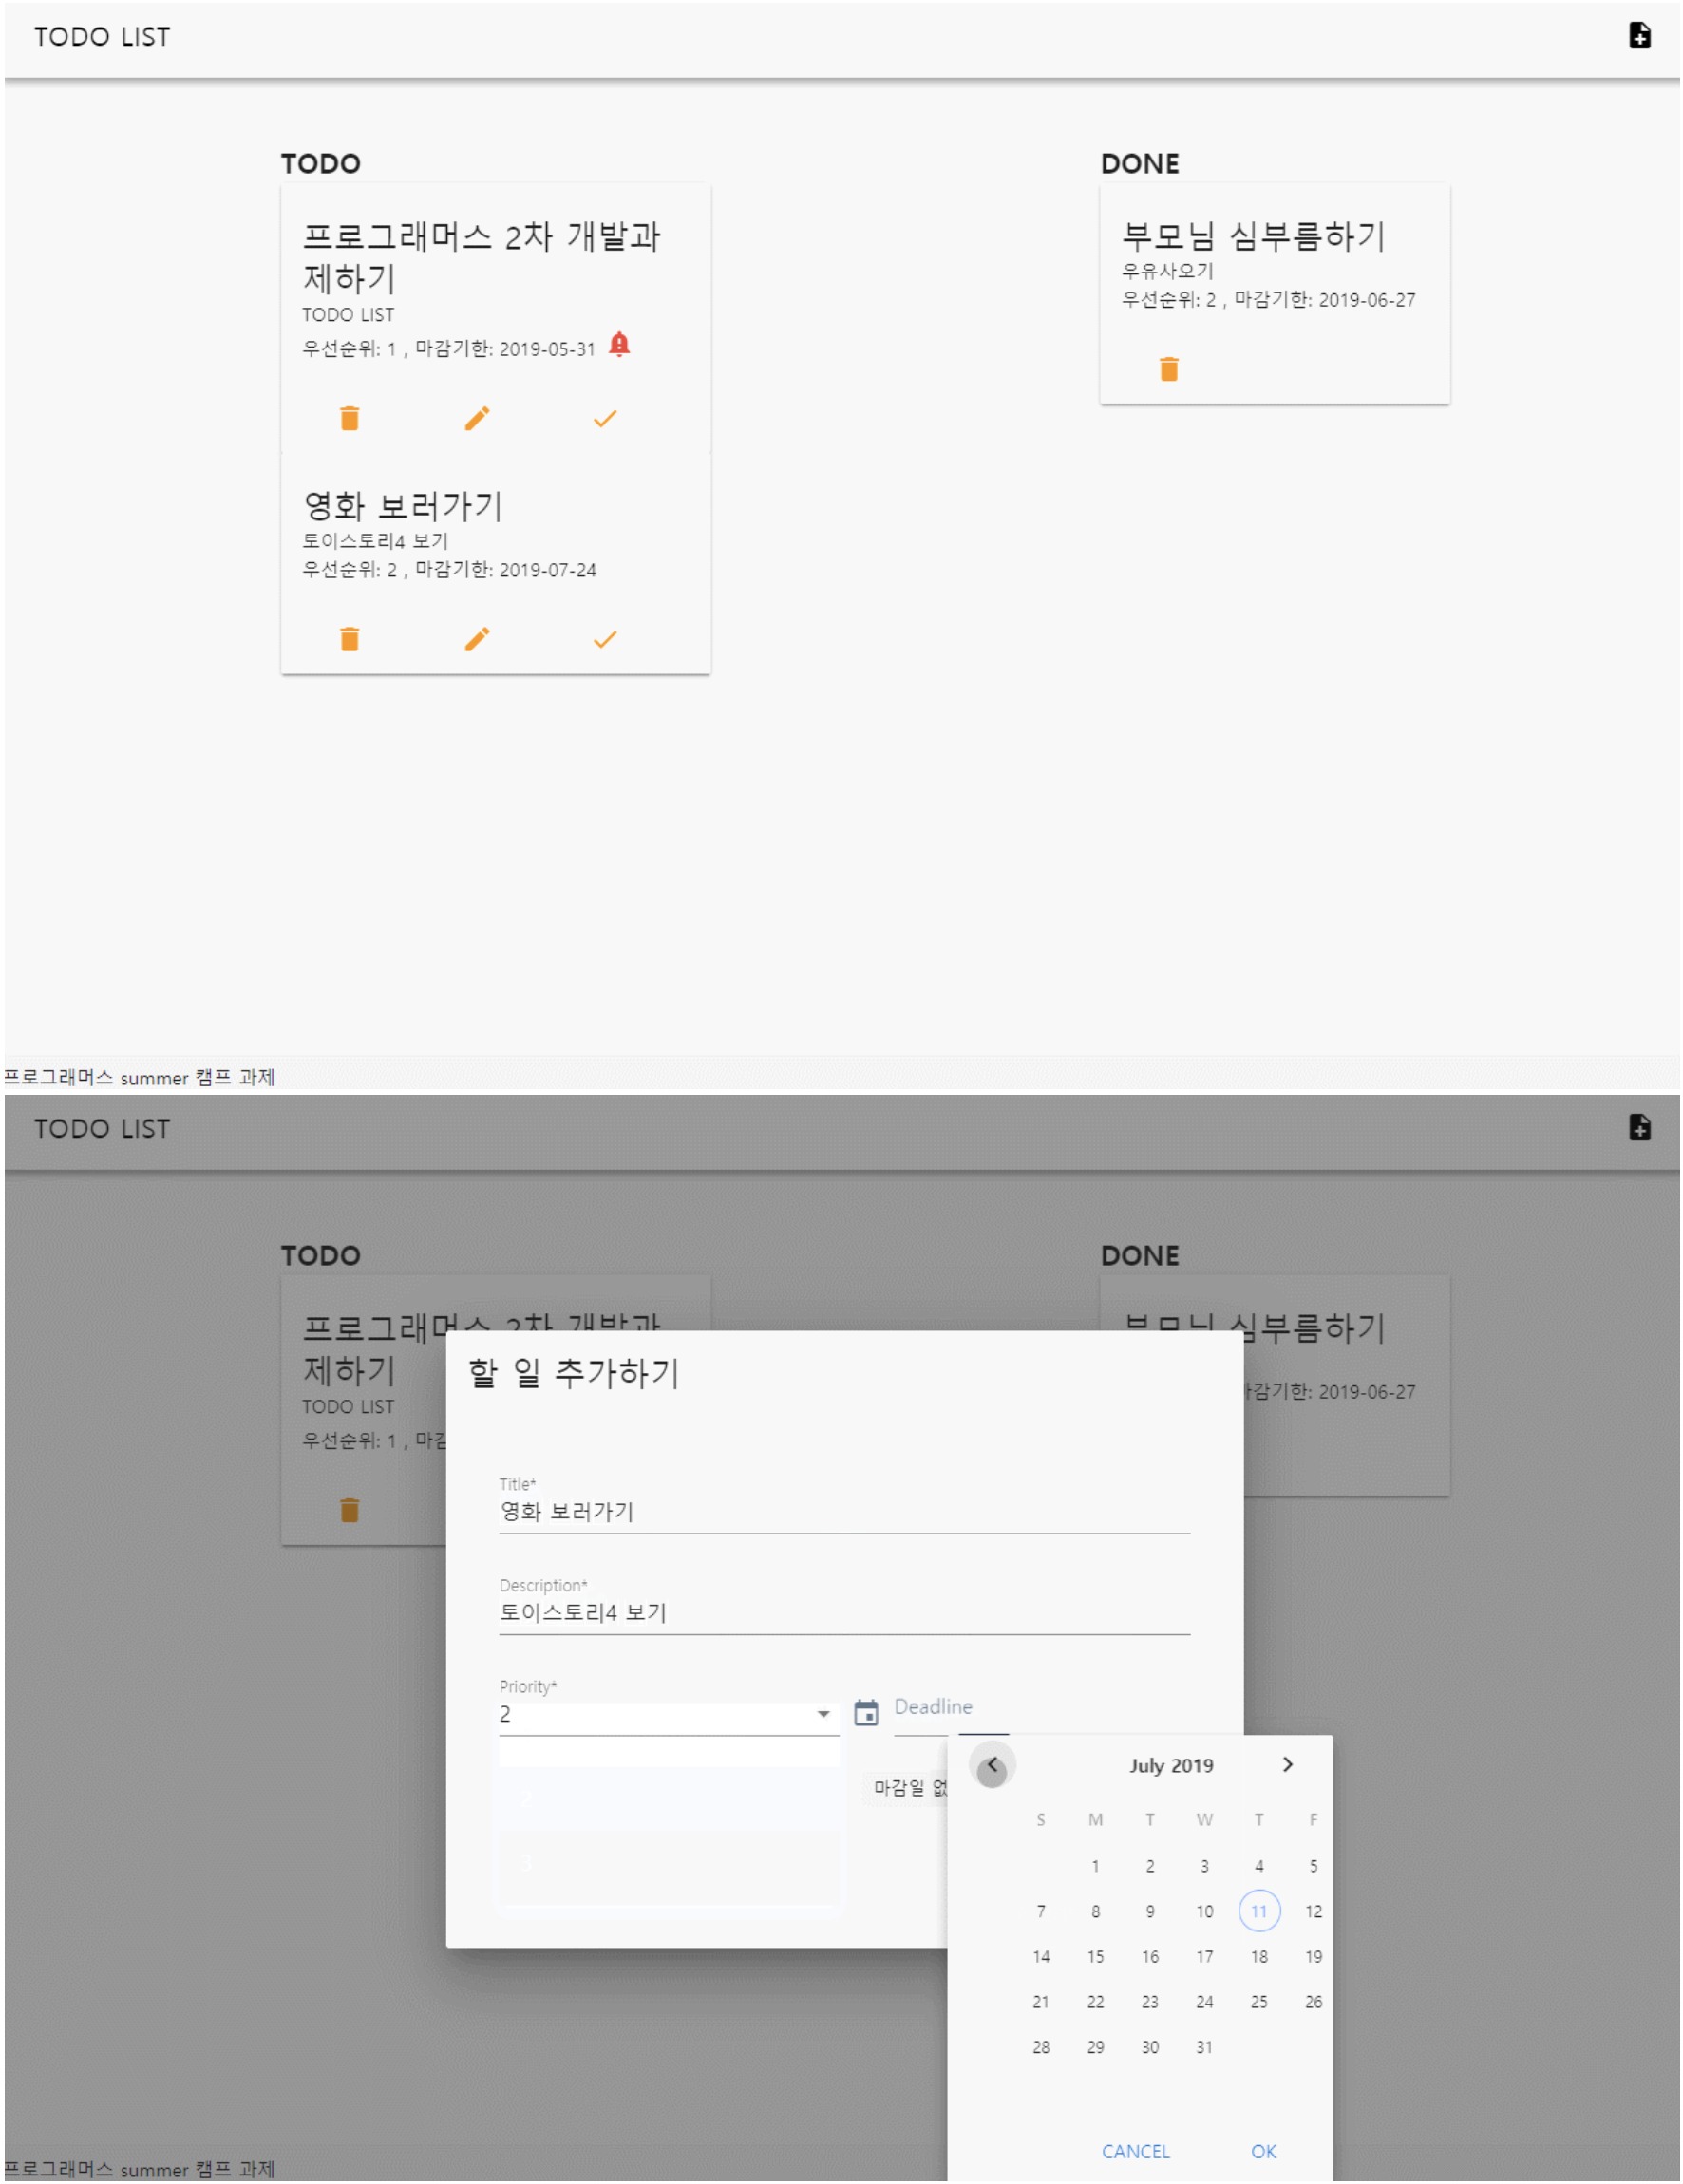 TODO LIST
TODO
프로그래머스 2차 개발과
제하기
TODO LIST
우선순위: 1 , 마감기한: 2019-05-31
영화 보러가기
토이스토리4 보기
우선순위: 2 , 마감기한: 2019-07-24
DONE
부모님 심부름하기
우유사오기
우선순위: 2 , 마감기한: 2019-06-27
프로그래머스 summer 캠프 과제
TODO LIST
TODO
프로그래머스 2차 개발과
제하기
TODO LIST
우선순위: 1 , 마감
DONE
부모님 심부름하기
마감기한: 2019-06-27
할 일 추가하기
Title*
영화 보러가기
Description*
토이스토리4 보기
Priority*
2
Deadline
마감일 없
July 2019
S M T W T F
1 2 3 4 5
7 8 9 10 11 12
14 15 16 17 18 19
21 22 23 24 25 26
28 29 30 31
CANCEL OK
프로그래머스 summer 캠프 과제